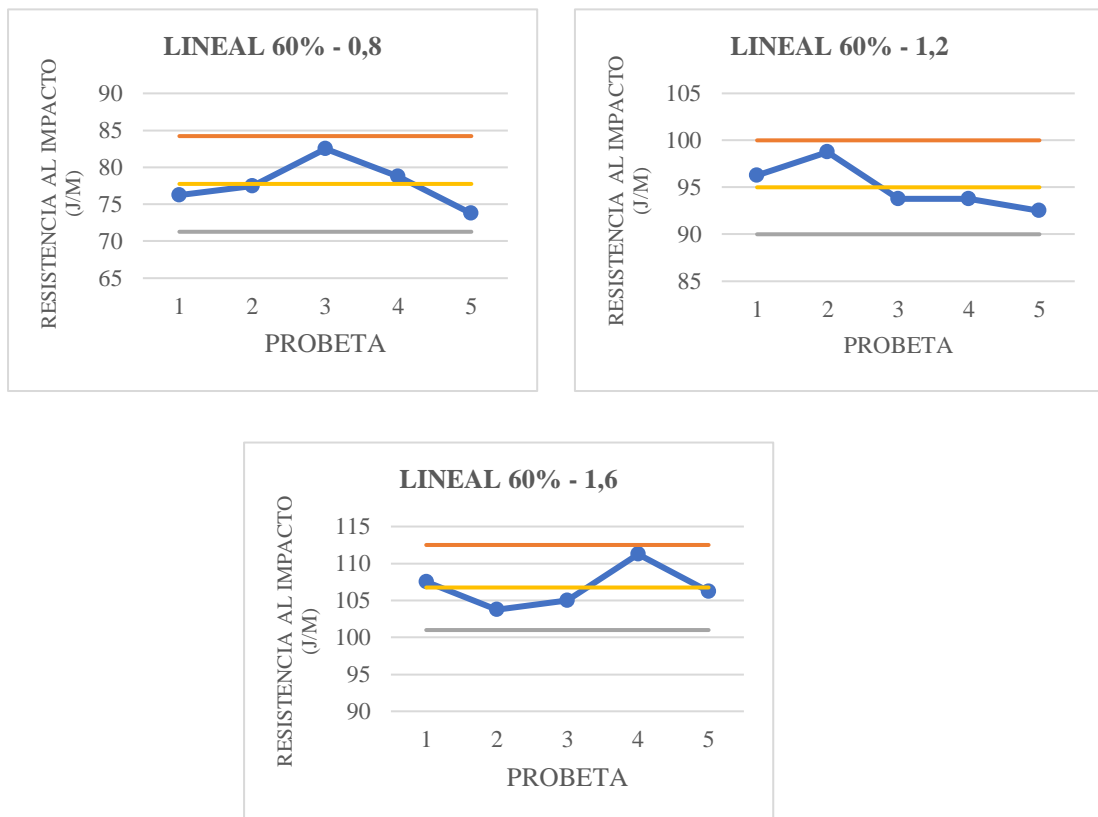 LINEAL 60% - 0,8
RESISTENCIA AL IMPACTO
(J/M)
90
85
80
75
70
65
1 2 3 4 5
PROBETA
LINEAL 60% - 1,2
RESISTENCIA AL IMPACTO
(J/M)
105
100
95
90
85
1 2 3 4 5
PROBETA
LINEAL 60% - 1,6
RESISTENCIA AL IMPACTO
(J/M)
115
110
105
100
95
90
1 2 3 4 5
PROBETA